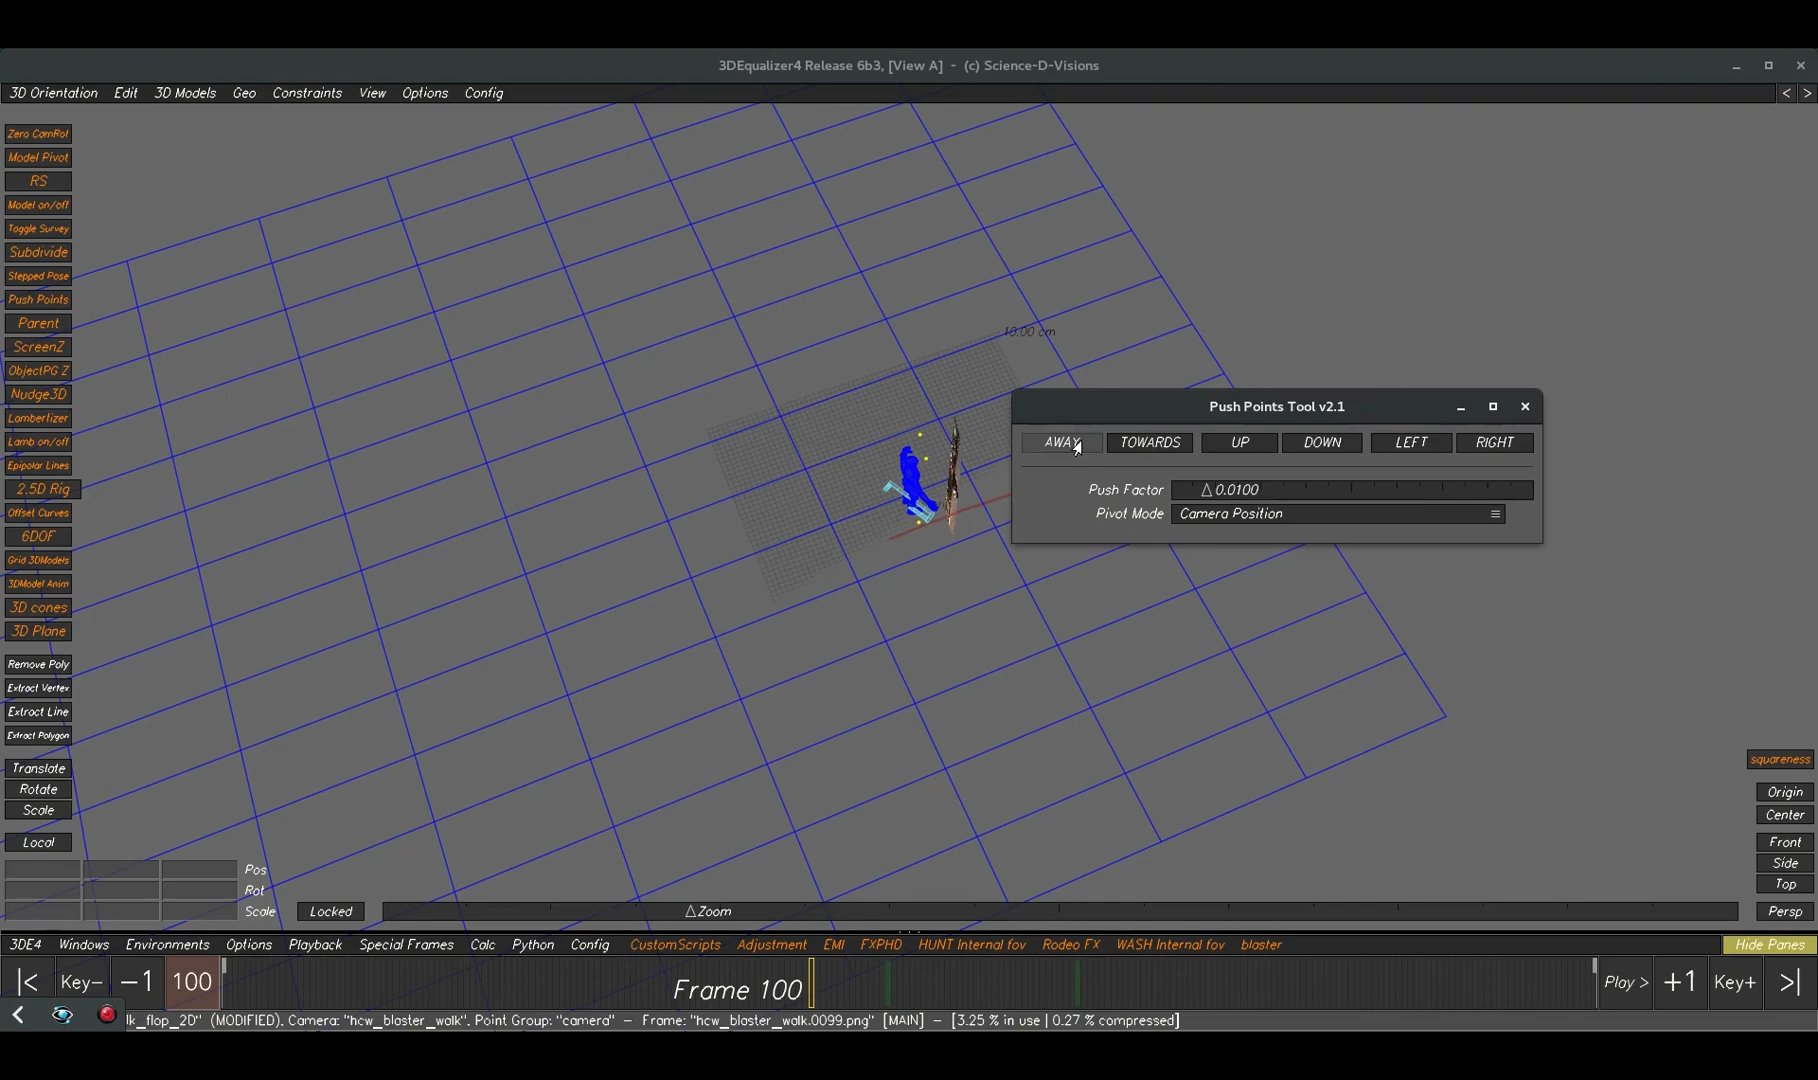 3DEqualizer4 Release 6b3, [View A] - (c) Science-D-Visions
3D Orientation Edit 3D Models Geo Constraints View Options Config < >
Zero CamRot
Model Pivot
RS
Model on/off
Toggle Survey
Subdivide
Stepped Pose
Push Points
Parent
ScreenZ
ObjectPG Z
Nudge3D
Lambertizer
Lamb on/off
Epipolar Lines
2.5D Rig
Offset Curves
6DOF
Grid 3DModels
3DModel Anim
3D cones
3D Plane
Remove Poly
Extract Vertex
Extract Line
Extract Polygon
Translate
Rotate
Scale
Local
Pos
Rot
Scale Locked Zoom
10.00 cm
Push Points Tool v2.1
AWAY TOWARDS UP DOWN LEFT RIGHT
Push Factor 0.0100
Pivot Mode Camera Position
squareness
Origin
Center
Front
Side
Top
Persp
3DE4 Windows Environments Options Playback Special Frames Calc Python Config CustomScripts Adjustment EMI FXPHD HUNT Internal fov Rodeo FX WASH Internal fov blaster Hide Panes
|< Key- -1 100 Frame 100 Play > +1 Key+ >|
lk_flop_2D" (MODIFIED), Camera: "hcw_blaster_walk", Point Group: "camera" - Frame: "hcw_blaster_walk.0099.png" [MAIN] - [3.25 % in use | 0.27 % compressed]